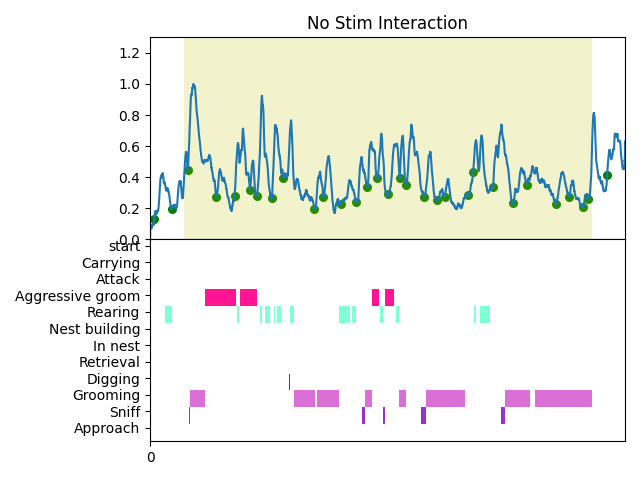 No Stim Interaction
1.2
1.0
0.8
0.6
0.4
0.2
0.0
start
Carrying
Attack
Aggressive groom
Rearing
Nest building
In nest
Retrieval
Digging
Grooming
Sniff
Approach
0